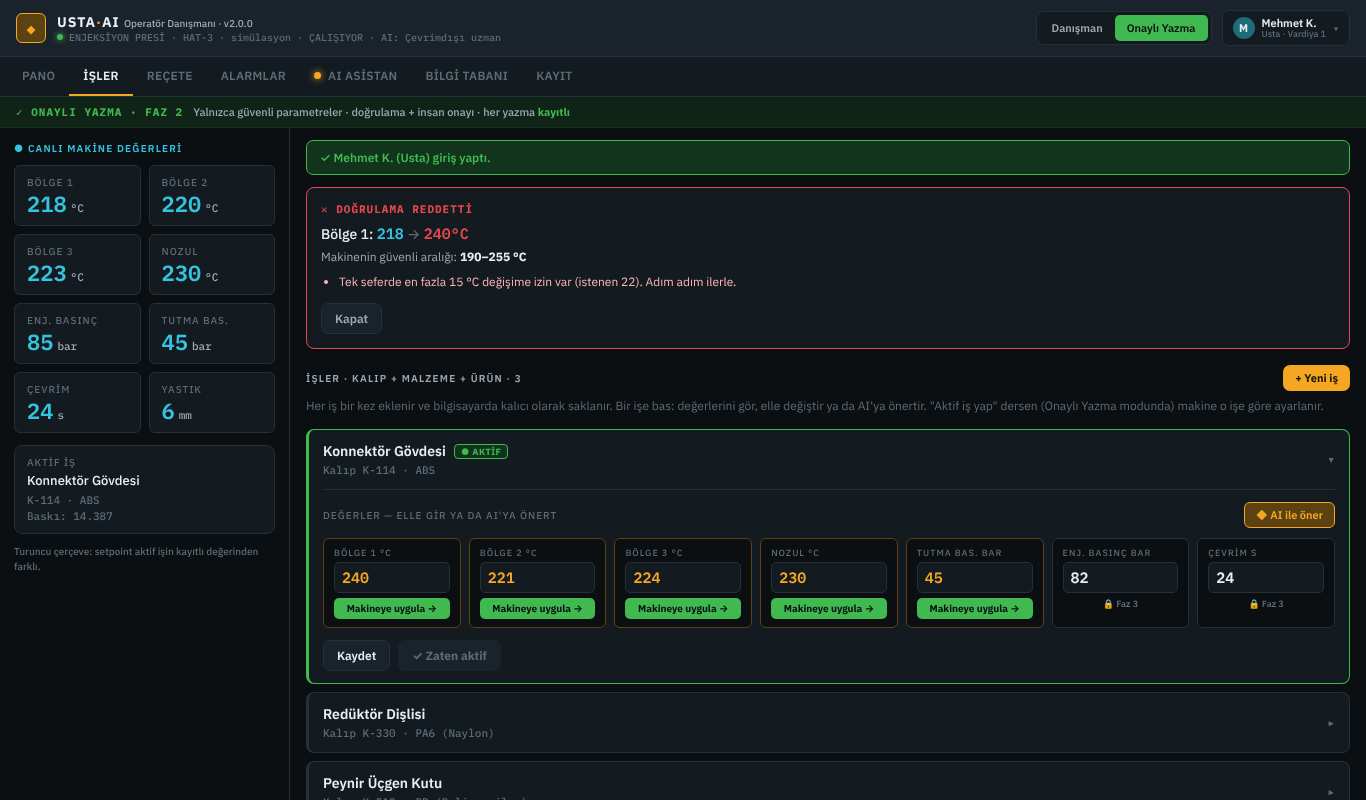 USTA·AI Operatör Danışmanı · v2.0.0
ENJEKSİYON PRESİ · HAT-3 · simülasyon · ÇALIŞIYOR · AI: Çevrimdışı uzman
Danışman
Onaylı Yazma
M
Mehmet K.
Usta · Vardiya 1
PANO
İŞLER
REÇETE
ALARMLAR
AI ASİSTAN
BİLGİ TABANI
KAYIT
✓ ONAYLI YAZMA · FAZ 2 Yalnızca güvenli parametreler · doğrulama + insan onayı · her yazma kayıtlı
CANLI MAKİNE DEĞERLERİ
BÖLGE 1
218 °C
BÖLGE 2
220 °C
BÖLGE 3
223 °C
NOZUL
230 °C
ENJ. BASINÇ
85 bar
TUTMA BAS.
45 bar
ÇEVRİM
24 s
YASTIK
6 mm
AKTİF İŞ
Konnektör Gövdesi
K-114 · ABS
Baskı: 14.387
Turuncu çerçeve: setpoint aktif işin kayıtlı değerinden
farklı.
✓ Mehmet K. (Usta) giriş yaptı.
✕ DOĞRULAMA REDDETTİ
Bölge 1: 218 → 240°C
Makinenin güvenli aralığı: 190–255 °C
• Tek seferde en fazla 15 °C değişime izin var (istenen 22). Adım adım ilerle.
Kapat
İŞLER · KALIP + MALZEME + ÜRÜN · 3
+ Yeni iş
Her iş bir kez eklenir ve bilgisayarda kalıcı olarak saklanır. Bir işe bas: değerlerini gör, elle değiştir ya da AI'ya önertir. "Aktif iş yap" dersen (Onaylı Yazma modunda) makine o işe göre ayarlanır.
Konnektör Gövdesi
AKTİF
Kalıp K-114 · ABS
DEĞERLER — ELLE GİR YA DA AI'YA ÖNERT
◆ AI ile öner
BÖLGE 1 °C
240
Makineye uygula →
BÖLGE 2 °C
221
Makineye uygula →
BÖLGE 3 °C
224
Makineye uygula →
NOZUL °C
230
Makineye uygula →
TUTMA BAS. BAR
45
Makineye uygula →
ENJ. BASINÇ BAR
82
🔒 Faz 3
ÇEVRİM S
24
🔒 Faz 3
Kaydet
✓ Zaten aktif
Redüktör Dişlisi
Kalıp K-330 · PA6 (Naylon)
Peynir Üçgen Kutu